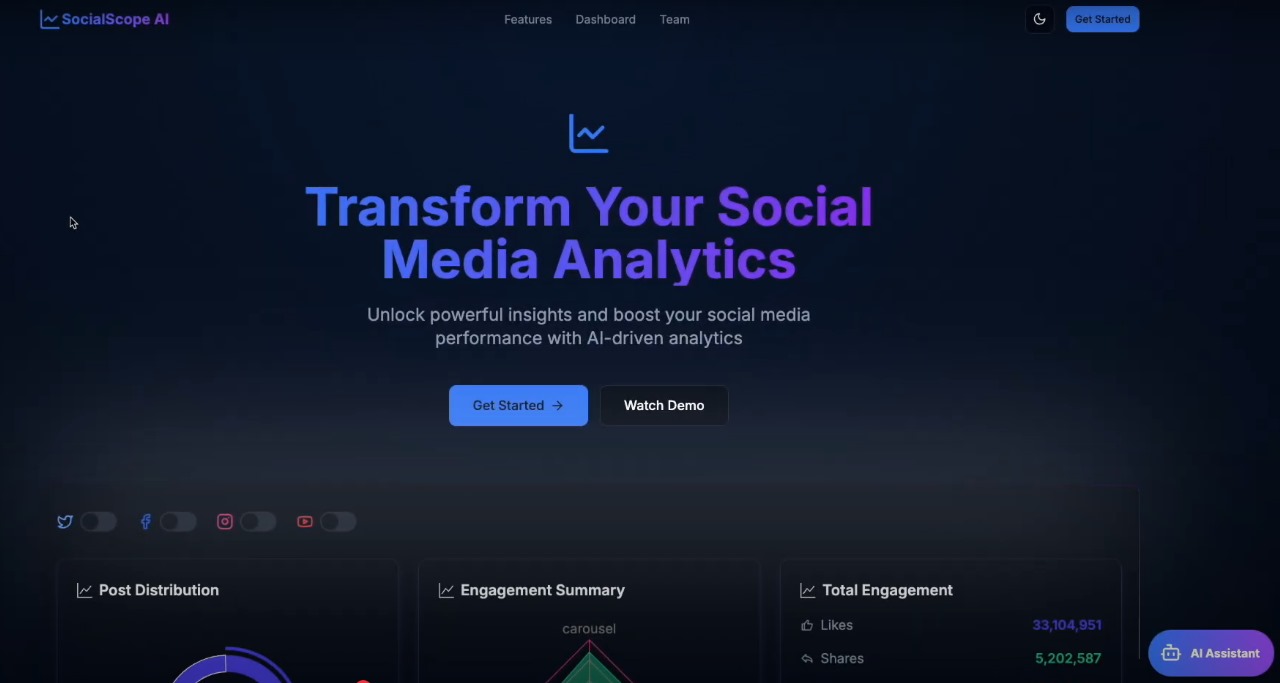 SocialScope AI
Features
Dashboard
Team
Get Started
Transform Your Social
Media Analytics
Unlock powerful insights and boost your social media
performance with AI-driven analytics
Get Started →
Watch Demo
Post Distribution
Engagement Summary
carousel
Total Engagement
Likes 33,104,951
Shares 5,202,587
AI Assistant